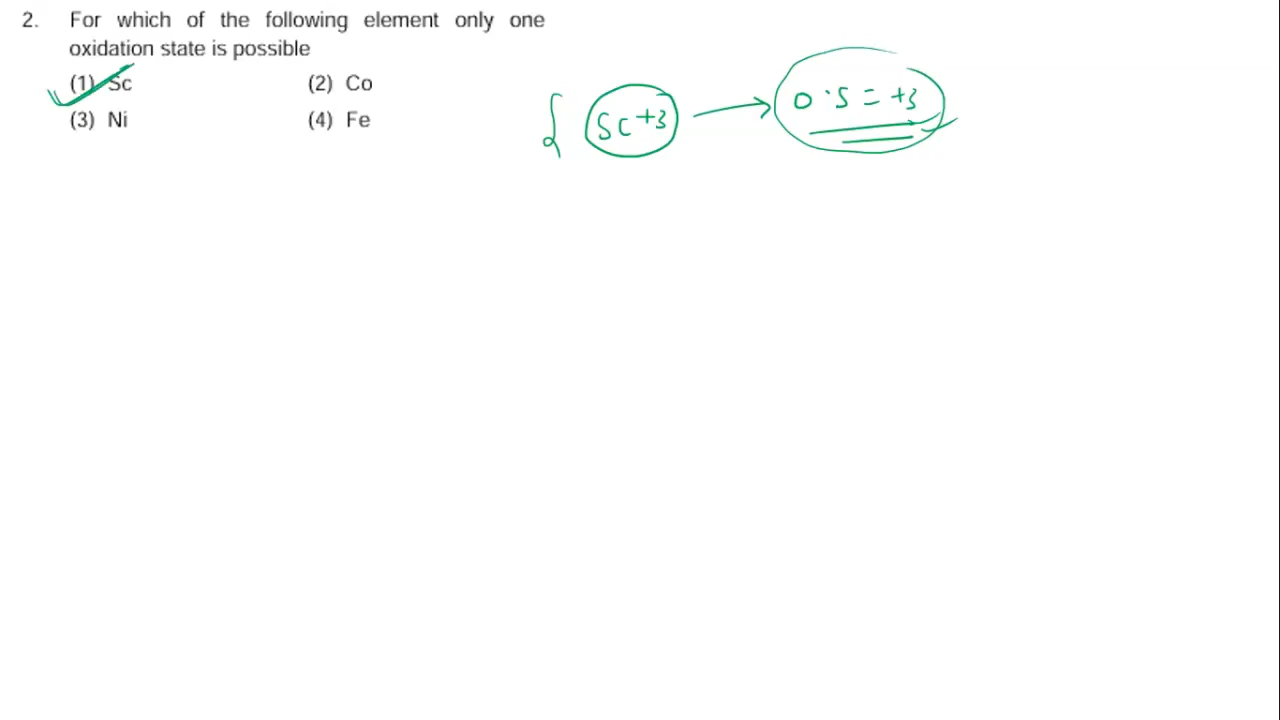 2. For which of the following element only one
oxidation state is possible
(1) Sc (2) Co
(3) Ni (4) Fe
Sc+3 → O.S = +3